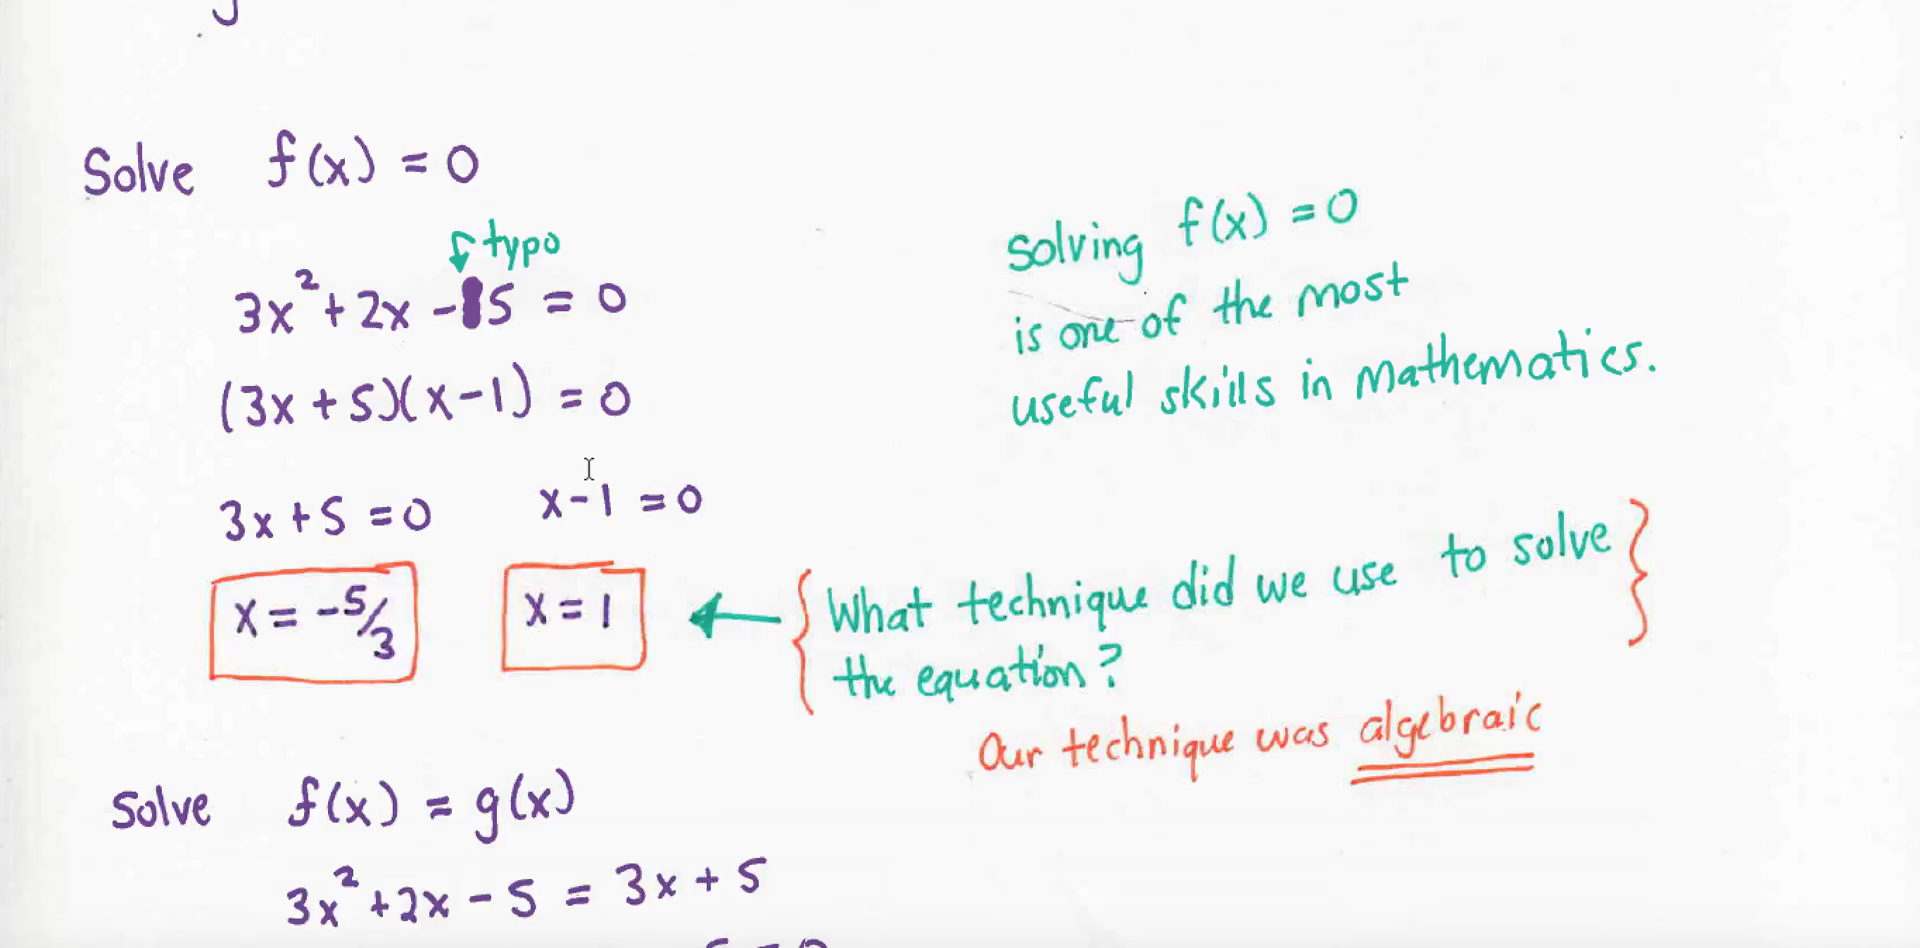 Solve f(x) = 0
typo
3x² + 2x - 5 = 0
(3x + 5)(x - 1) = 0
3x + 5 = 0 x - 1 = 0
x = -5/3 x = 1
solving f(x) = 0
is one of the most
useful skills in mathematics.
What technique did we use to solve
the equation?
Our technique was algebraic
Solve f(x) = g(x)
3x² + 2x - 5 = 3x + 5